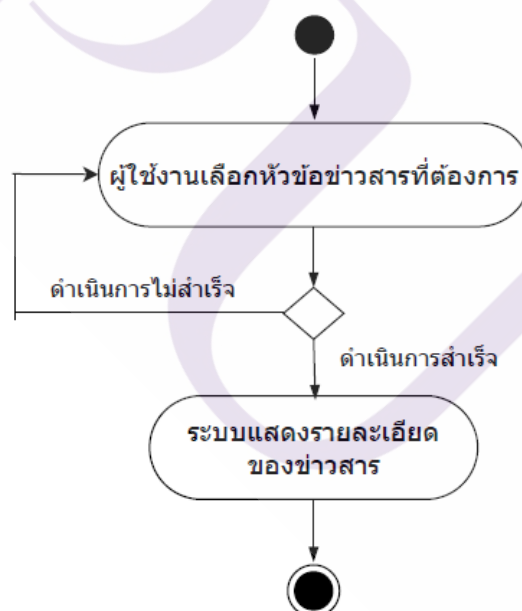 ผู้ใช้งานเลือกหัวข้อข่าวสารที่ต้องการ
ดำเนินการไม่สำเร็จ
ดำเนินการสำเร็จ
ระบบแสดงรายละเอียด
ของข่าวสาร